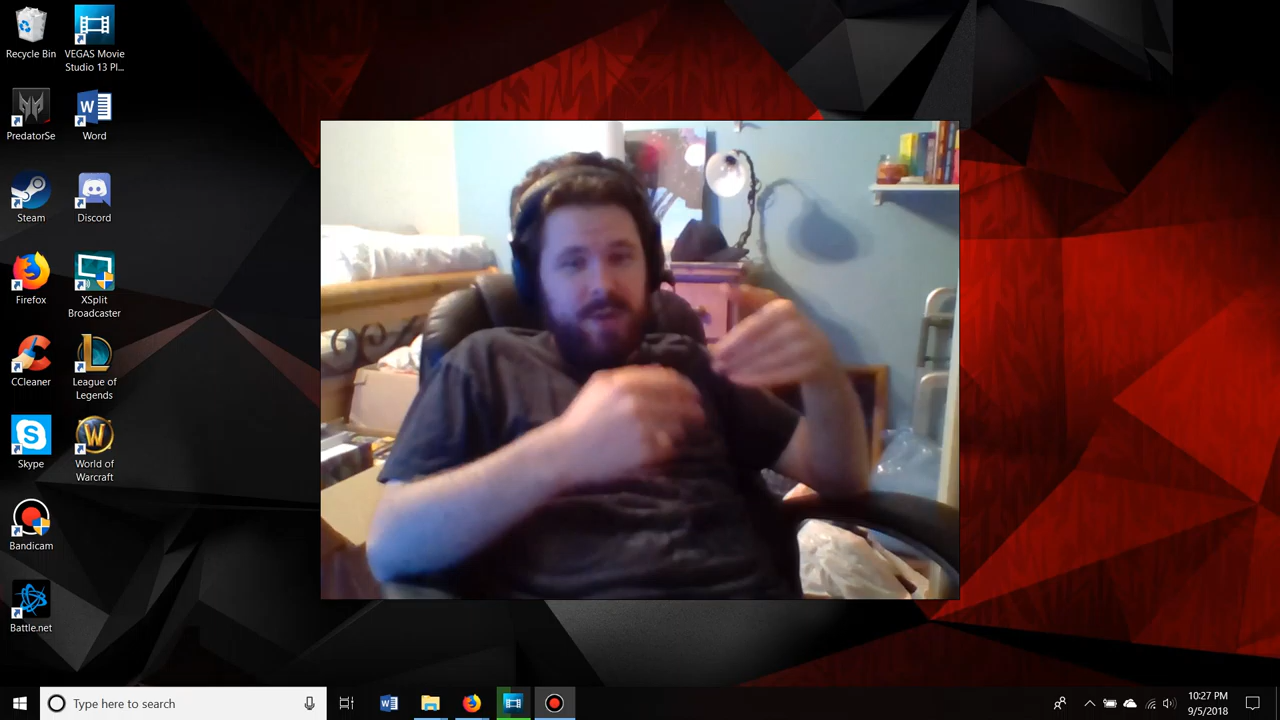 Recycle Bin
VEGAS Movie
Studio 13 Pl...
PredatorSe
Word
Steam
Discord
Firefox
XSplit
Broadcaster
CCleaner
League of
Legends
Skype
World of
Warcraft
Bandicam
Battle.net
Type here to search
10:27 PM
9/5/2018